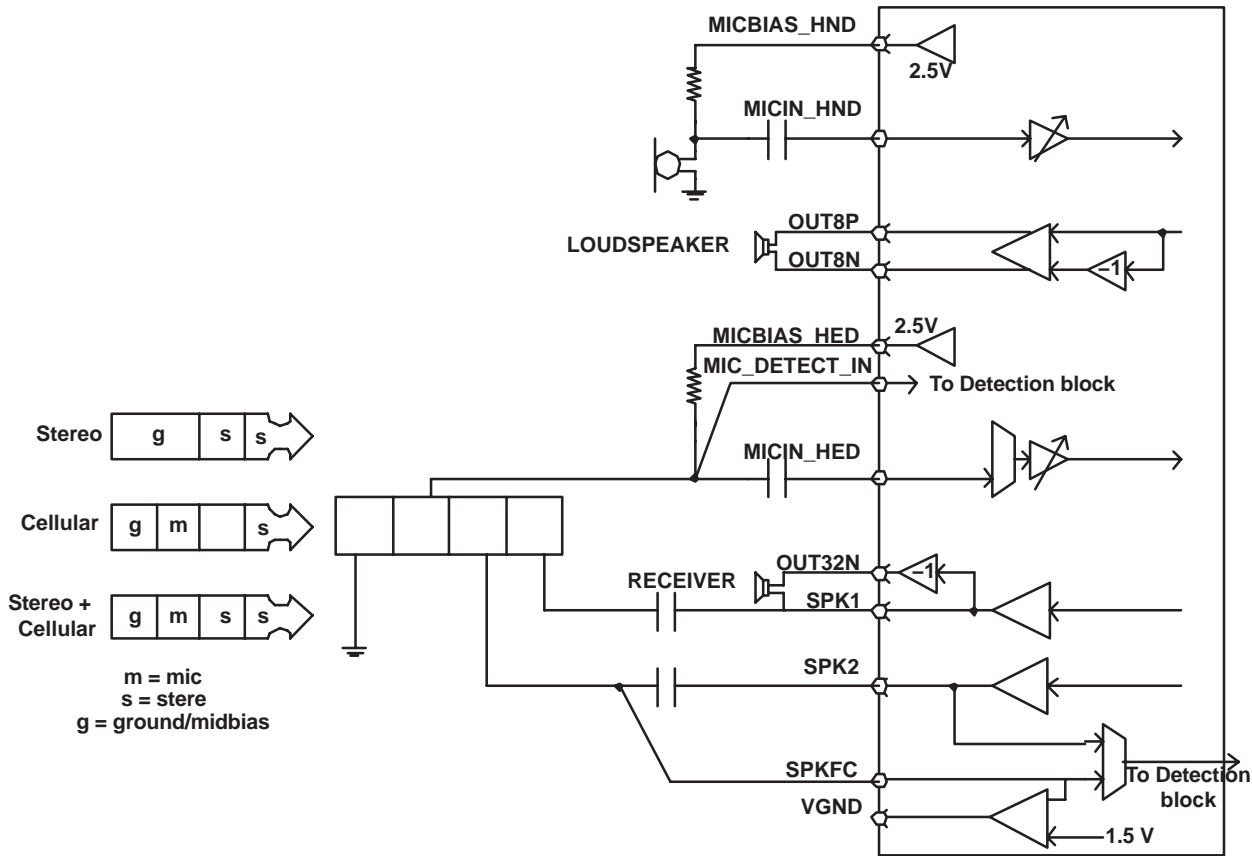 MICBIAS_HND
2.5V
MICIN_HND
OUT8P
LOUDSPEAKER
OUT8N
–1
MICBIAS_HED
2.5V
MIC_DETECT_IN
To Detection block
Stereo
g
s
s
MICIN_HED
Cellular
g
m
s
OUT32N
–1
RECEIVER
SPK1
Stereo +
Cellular
g
m
s
s
SPK2
m = mic
s = stere
g = ground/midbias
SPKFC
To Detection
block
VGND
1.5 V